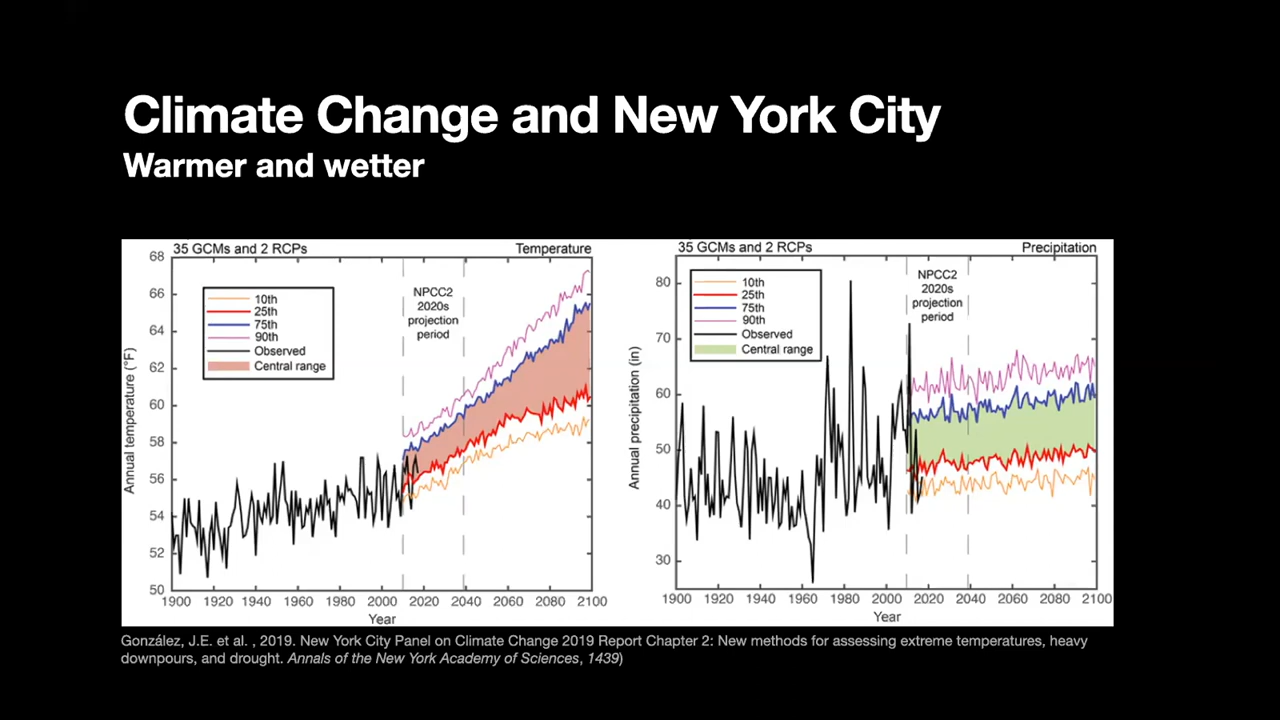 Climate Change and New York City
Warmer and wetter
35 GCMs and 2 RCPs
Temperature
68
66
64
62
60
58
56
54
52
50
Annual temperature (°F)
10th
25th
75th
90th
Observed
Central range
NPCC2
2020s
projection
period
1900 1920 1940 1960 1980 2000 2020 2040 2060 2080 2100
Year
35 GCMs and 2 RCPs
Precipitation
80
70
60
50
40
30
Annual precipitation (in)
10th
25th
75th
90th
Observed
Central range
NPCC2
2020s
projection
period
1900 1920 1940 1960 1980 2000 2020 2040 2060 2080 2100
Year
González, J.E. et al. , 2019. New York City Panel on Climate Change 2019 Report Chapter 2: New methods for assessing extreme temperatures, heavy
downpours, and drought. Annals of the New York Academy of Sciences, 1439)